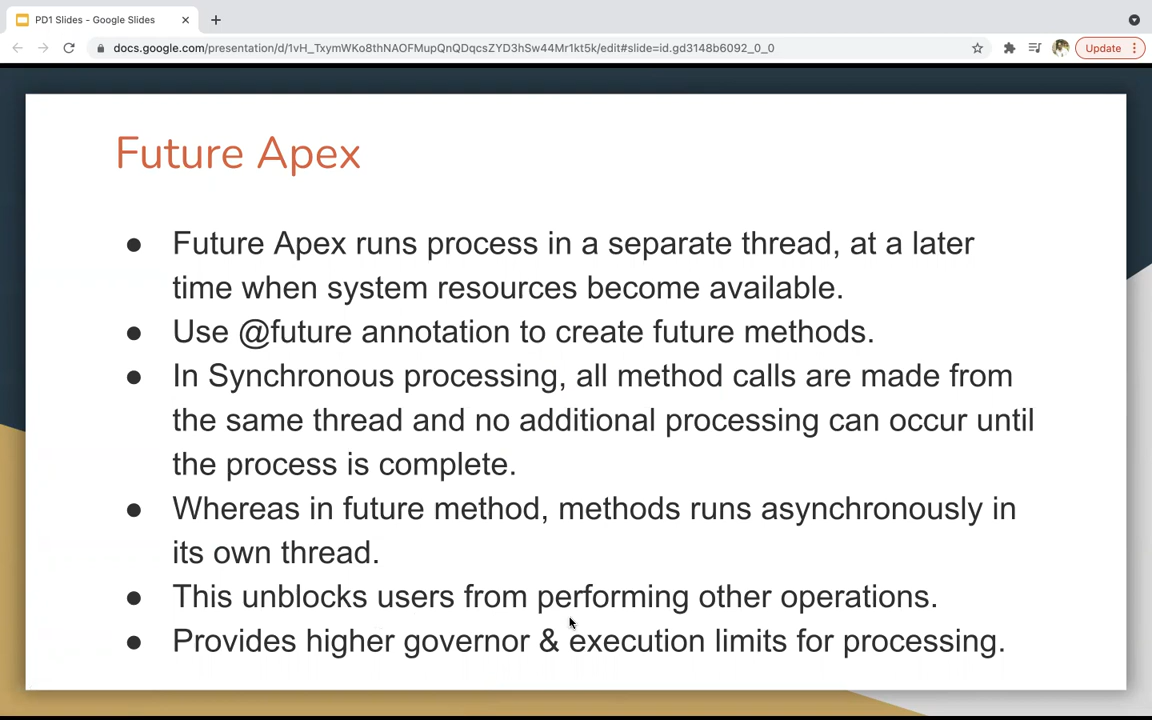 PD1 Slides - Google Slides
docs.google.com/presentation/d/1vH_TxymWKo8thNAOFMupQnQDqcsZYD3hSw44Mr1kt5k/edit#slide=id.gd3148b6092_0_0
Update
Future Apex
● Future Apex runs process in a separate thread, at a later
time when system resources become available.
● Use @future annotation to create future methods.
● In Synchronous processing, all method calls are made from
the same thread and no additional processing can occur until
the process is complete.
● Whereas in future method, methods runs asynchronously in
its own thread.
● This unblocks users from performing other operations.
● Provides higher governor & execution limits for processing.